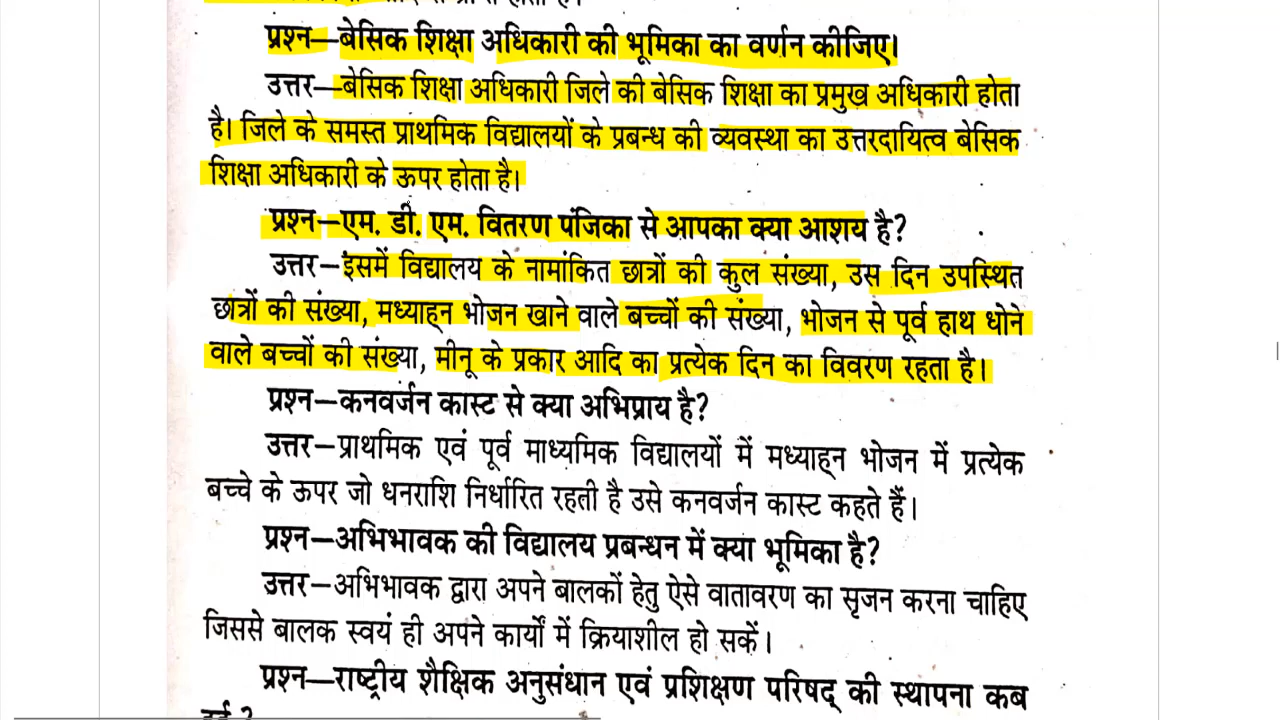 प्रश्न—बेसिक शिक्षा अधिकारी की भूमिका का वर्णन कीजिए।
उत्तर—बेसिक शिक्षा अधिकारी जिले की बेसिक शिक्षा का प्रमुख अधिकारी होता
है। जिले के समस्त प्राथमिक विद्यालयों के प्रबन्ध की व्यवस्था का उत्तरदायित्व बेसिक
शिक्षा अधिकारी के ऊपर होता है।
प्रश्न—एम. डी. एम. वितरण पंजिका से आपका क्या आशय है?
उत्तर—इसमें विद्यालय के नामांकित छात्रों की कुल संख्या, उस दिन उपस्थित
छात्रों की संख्या, मध्याह्न भोजन खाने वाले बच्चों की संख्या, भोजन से पूर्व हाथ धोने
वाले बच्चों की संख्या, मीनू के प्रकार आदि का प्रत्येक दिन का विवरण रहता है।
प्रश्न—कनवर्जन कास्ट से क्या अभिप्राय है?
उत्तर—प्राथमिक एवं पूर्व माध्यमिक विद्यालयों में मध्याह्न भोजन में प्रत्येक
बच्चे के ऊपर जो धनराशि निर्धारित रहती है उसे कनवर्जन कास्ट कहते हैं।
प्रश्न—अभिभावक की विद्यालय प्रबन्धन में क्या भूमिका है?
उत्तर—अभिभावक द्वारा अपने बालकों हेतु ऐसे वातावरण का सृजन करना चाहिए
जिससे बालक स्वयं ही अपने कार्यों में क्रियाशील हो सकें।
प्रश्न—राष्ट्रीय शैक्षिक अनुसंधान एवं प्रशिक्षण परिषद् की स्थापना कब